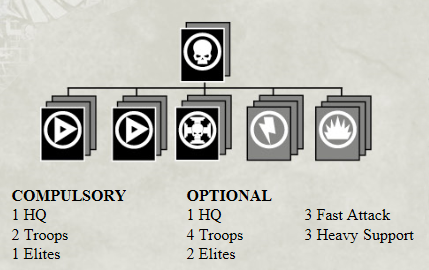 COMPULSORY
1 HQ
2 Troops
1 Elites
OPTIONAL
1 HQ
4 Troops
2 Elites
3 Fast Attack
3 Heavy Support